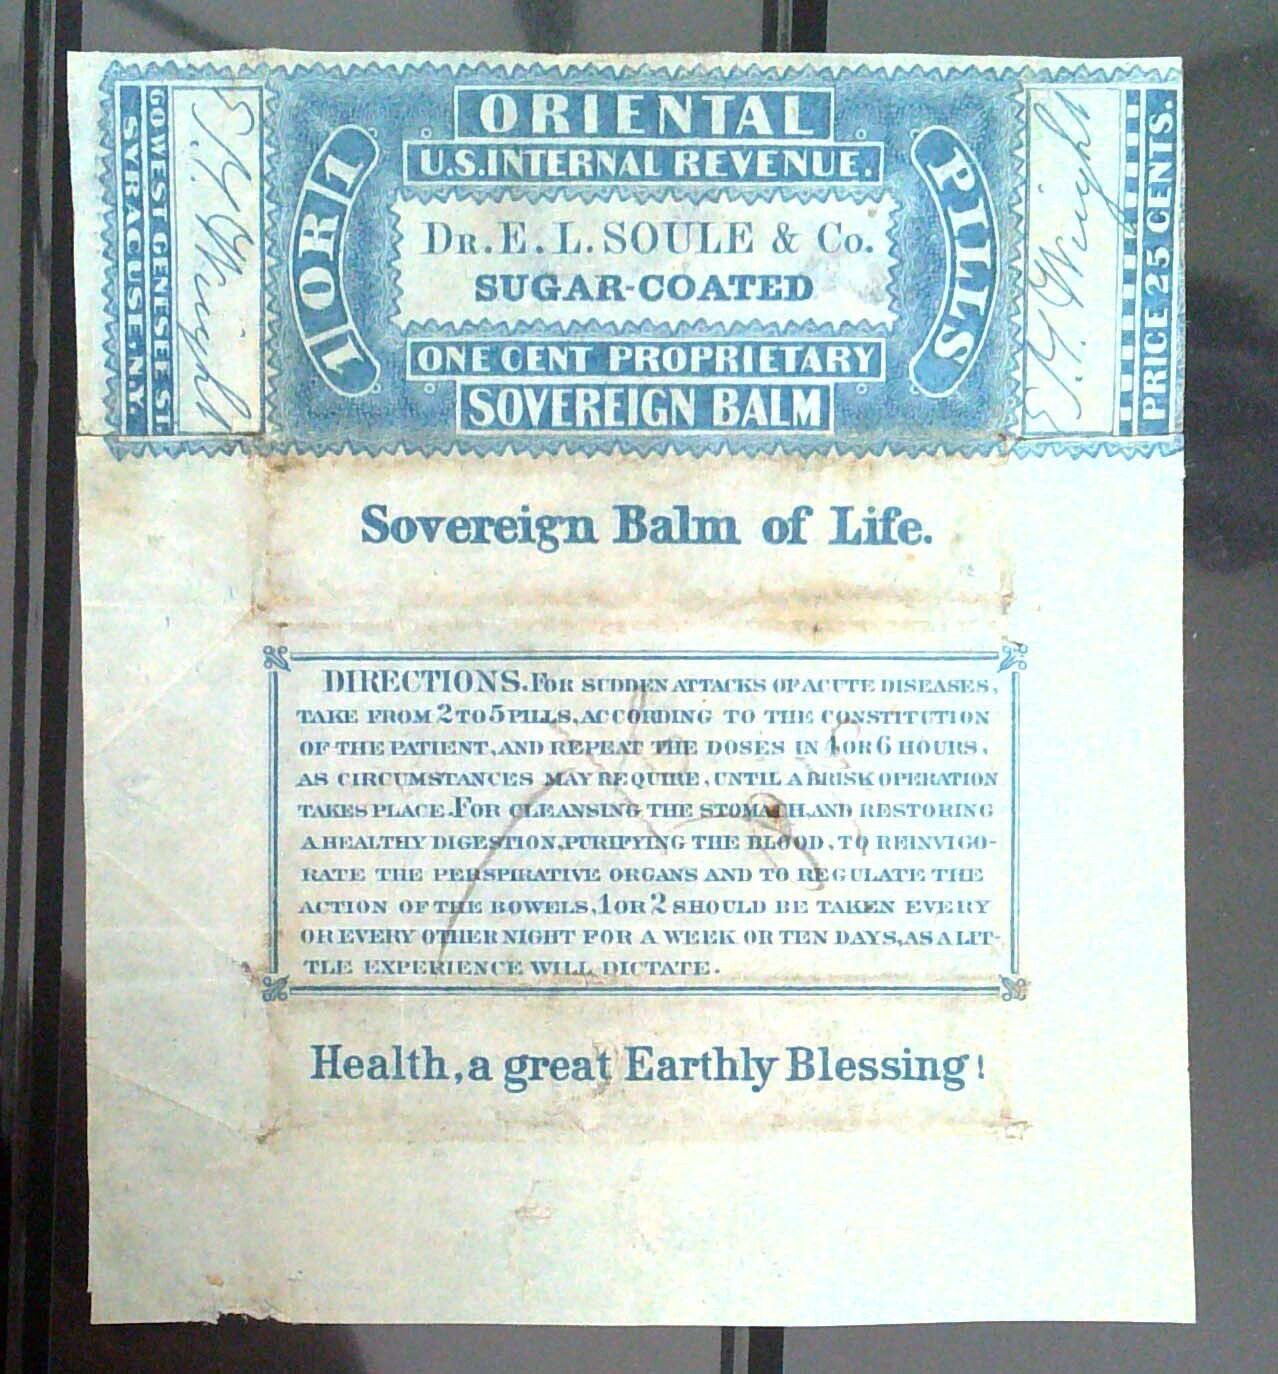 ORIENTAL
U.S. INTERNAL REVENUE.
1 OR 1
DR. E. L. SOULE & Co.
SUGAR-COATED
PILLS
ONE CENT PROPRIETARY
SOVEREIGN BALM
60 WEST GENESEE ST.
SYRACUSE, N.Y.
Wright
Wright
PRICE 25 CENTS.
Sovereign Balm of Life.
DIRECTIONS. FOR SUDDEN ATTACKS OF ACUTE DISEASES,
TAKE FROM 2 TO 5 PILLS, ACCORDING TO THE CONSTITUTION
OF THE PATIENT, AND REPEAT THE DOSES IN 4 OR 6 HOURS,
AS CIRCUMSTANCES MAY REQUIRE, UNTIL A BRISK OPERATION
TAKES PLACE. FOR CLEANSING THE STOMACH, AND RESTORING
A HEALTHY DIGESTION, PURIFYING THE BLOOD, TO REINVIGO-
RATE THE PERSPIRATIVE ORGANS AND TO REGULATE THE
ACTION OF THE BOWELS, 1 OR 2 SHOULD BE TAKEN EVERY
OR EVERY OTHER NIGHT FOR A WEEK OR TEN DAYS, AS A LIT-
TLE EXPERIENCE WILL DICTATE.
Health, a great Earthly Blessing!